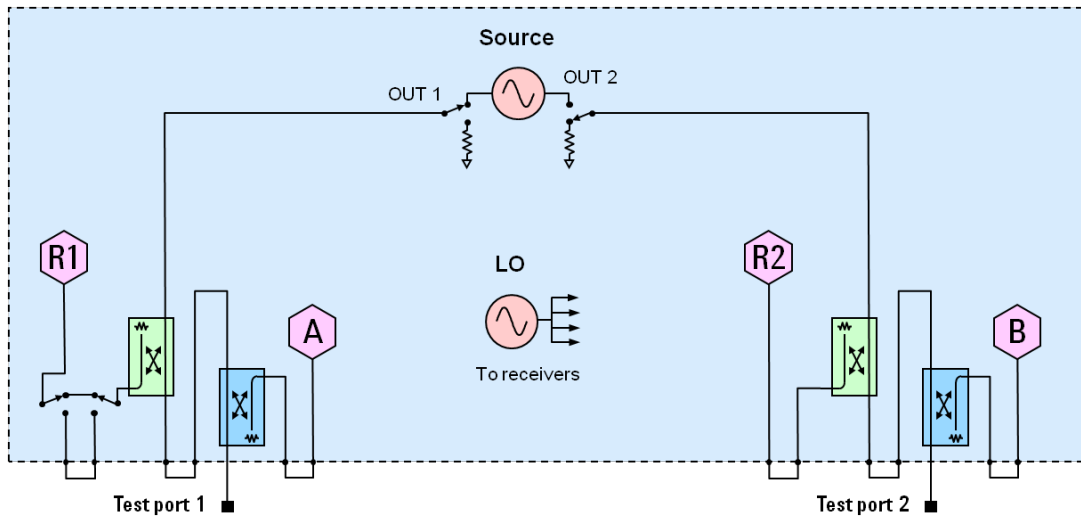 Source
OUT 1
OUT 2
R1
A
LO
To receivers
R2
B
Test port 1
Test port 2